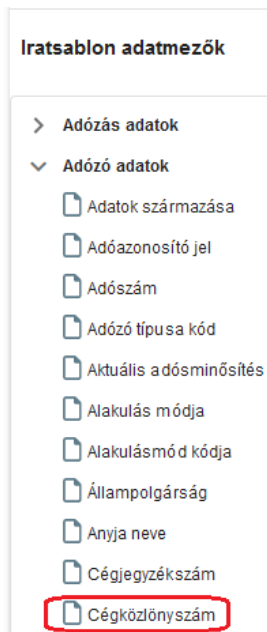 Iratsablon adatmezők
Adózás adatok
Adózó adatok
Adatok származása
Adóazonosító jel
Adószám
Adózó típusa kód
Aktuális adósminősítés
Alakulás módja
Alakulásmód kódja
Állampolgárság
Anyja neve
Cégjegyzékszám
Cégközlönyszám